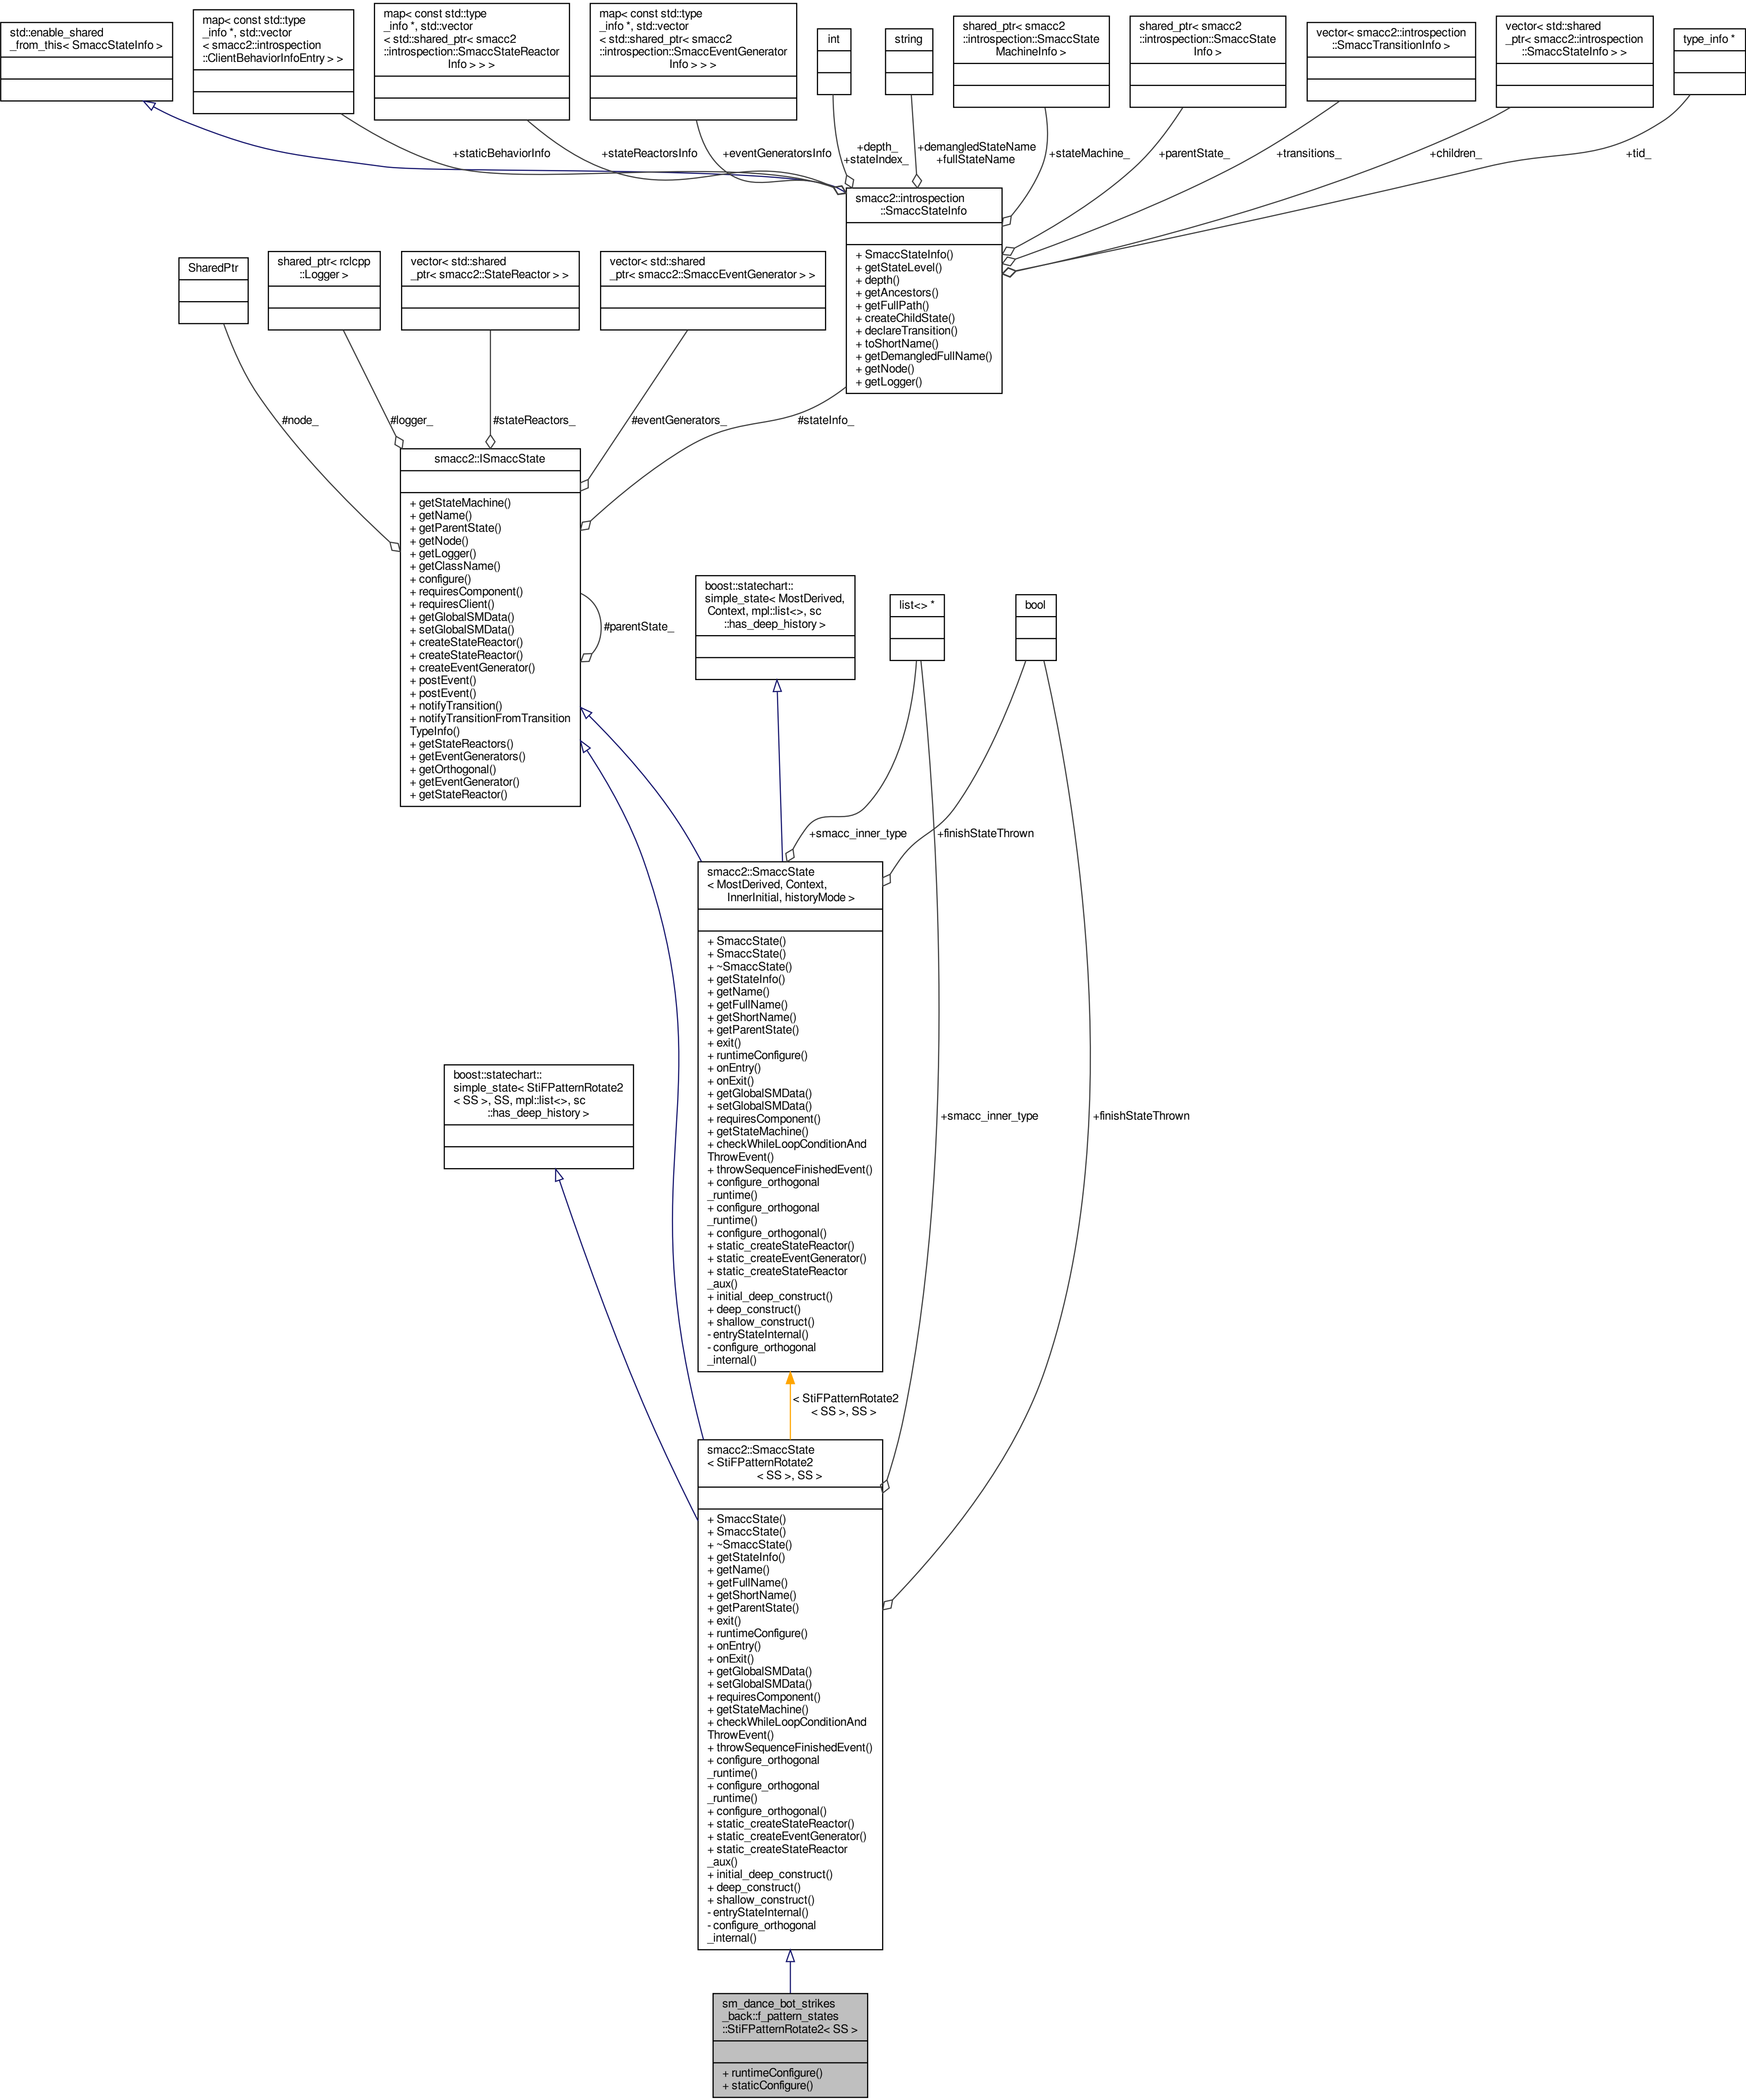 std::enable_shared
_from_this< SmaccStateInfo >
map< const std::type
_info *, std::vector
< smacc2::introspection
::ClientBehaviorInfoEntry > >
map< const std::type
_info *, std::vector
< std::shared_ptr< smacc2
::introspection::SmaccStateReactor
Info > > >
map< const std::type
_info *, std::vector
< std::shared_ptr< smacc2
::introspection::SmaccEventGenerator
Info > > >
int
string
shared_ptr< smacc2
::introspection::SmaccState
MachineInfo >
shared_ptr< smacc2
::introspection::SmaccState
Info >
vector< smacc2::introspection
::SmaccTransitionInfo >
vector< std::shared
_ptr< smacc2::introspection
::SmaccStateInfo > >
type_info *
+staticBehaviorInfo
+stateReactorsInfo
+eventGeneratorsInfo
+depth_
+stateIndex_
+demangledStateName
+fullStateName
+stateMachine_
+parentState_
+transitions_
+children_
+tid_
smacc2::introspection
::SmaccStateInfo
+ SmaccStateInfo()
+ getStateLevel()
+ depth()
+ getAncestors()
+ getFullPath()
+ createChildState()
+ declareTransition()
+ toShortName()
+ getDemangledFullName()
+ getNode()
+ getLogger()
SharedPtr
shared_ptr< rclcpp
::Logger >
vector< std::shared
_ptr< smacc2::StateReactor > >
vector< std::shared
_ptr< smacc2::SmaccEventGenerator > >
#node_
#logger_
#stateReactors_
#eventGenerators_
#stateInfo_
smacc2::ISmaccState
+ getStateMachine()
+ getName()
+ getParentState()
+ getNode()
+ getLogger()
+ getClassName()
+ configure()
+ requiresComponent()
+ requiresClient()
+ getGlobalSMData()
+ setGlobalSMData()
+ createStateReactor()
+ createStateReactor()
+ createEventGenerator()
+ postEvent()
+ postEvent()
+ notifyTransition()
+ notifyTransitionFromTransition
TypeInfo()
+ getStateReactors()
+ getEventGenerators()
+ getOrthogonal()
+ getEventGenerator()
+ getStateReactor()
#parentState_
boost::statechart::
simple_state< MostDerived,
Context, mpl::list<>, sc
::has_deep_history >
list<> *
bool
+smacc_inner_type
+finishStateThrown
smacc2::SmaccState
< MostDerived, Context,
InnerInitial, historyMode >
+ SmaccState()
+ SmaccState()
+ ~SmaccState()
+ getStateInfo()
+ getName()
+ getFullName()
+ getShortName()
+ getParentState()
+ exit()
+ runtimeConfigure()
+ onEntry()
+ onExit()
+ getGlobalSMData()
+ setGlobalSMData()
+ requiresComponent()
+ getStateMachine()
+ checkWhileLoopConditionAnd
ThrowEvent()
+ throwSequenceFinishedEvent()
+ configure_orthogonal
_runtime()
+ configure_orthogonal
_runtime()
+ configure_orthogonal()
+ static_createStateReactor()
+ static_createEventGenerator()
+ static_createStateReactor
_aux()
+ initial_deep_construct()
+ deep_construct()
+ shallow_construct()
- entryStateInternal()
- configure_orthogonal
_internal()
boost::statechart::
simple_state< StiFPatternRotate2
< SS >, SS, mpl::list<>, sc
::has_deep_history >
+smacc_inner_type
+finishStateThrown
< StiFPatternRotate2
< SS >, SS >
smacc2::SmaccState
< StiFPatternRotate2
< SS >, SS >
+ SmaccState()
+ SmaccState()
+ ~SmaccState()
+ getStateInfo()
+ getName()
+ getFullName()
+ getShortName()
+ getParentState()
+ exit()
+ runtimeConfigure()
+ onEntry()
+ onExit()
+ getGlobalSMData()
+ setGlobalSMData()
+ requiresComponent()
+ getStateMachine()
+ checkWhileLoopConditionAnd
ThrowEvent()
+ throwSequenceFinishedEvent()
+ configure_orthogonal
_runtime()
+ configure_orthogonal
_runtime()
+ configure_orthogonal()
+ static_createStateReactor()
+ static_createEventGenerator()
+ static_createStateReactor
_aux()
+ initial_deep_construct()
+ deep_construct()
+ shallow_construct()
- entryStateInternal()
- configure_orthogonal
_internal()
sm_dance_bot_strikes
_back::f_pattern_states
::StiFPatternRotate2< SS >
+ runtimeConfigure()
+ staticConfigure()